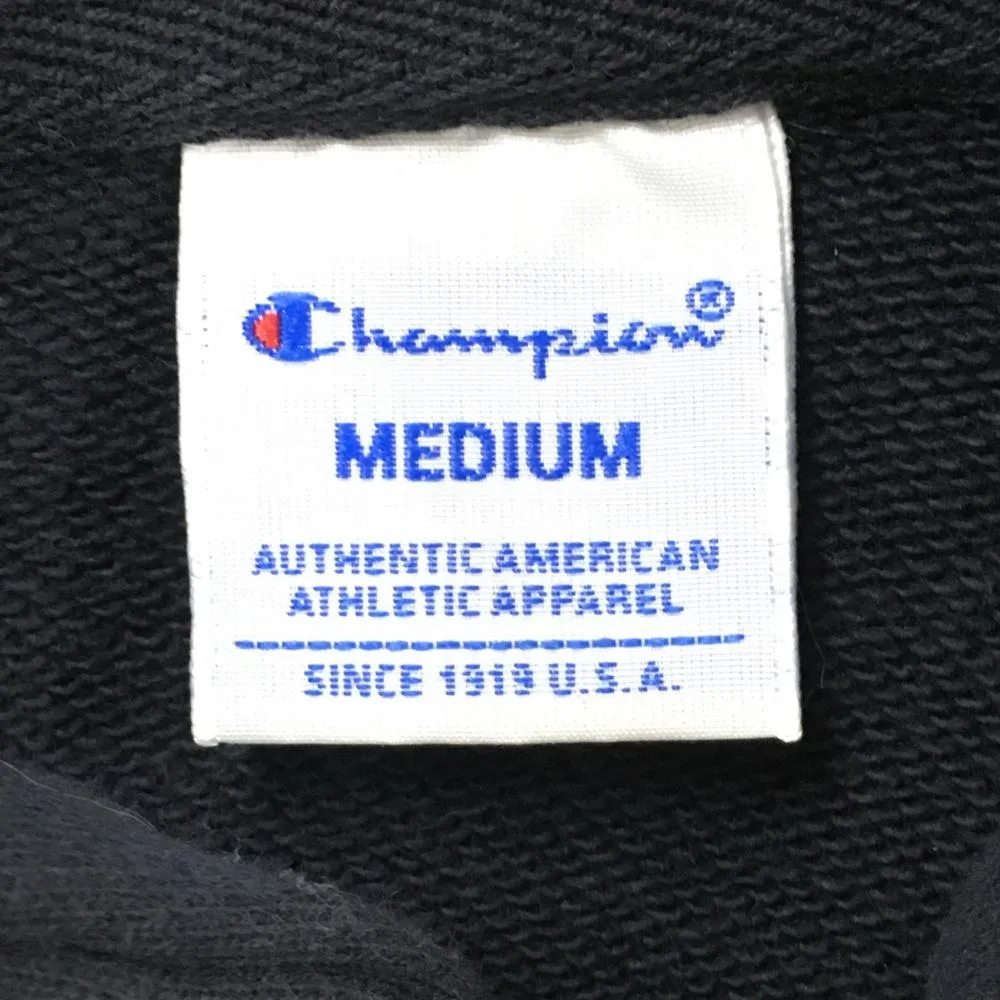 Champion®
MEDIUM
AUTHENTIC AMERICAN
ATHLETIC APPAREL
SINCE 1919 U.S.A.